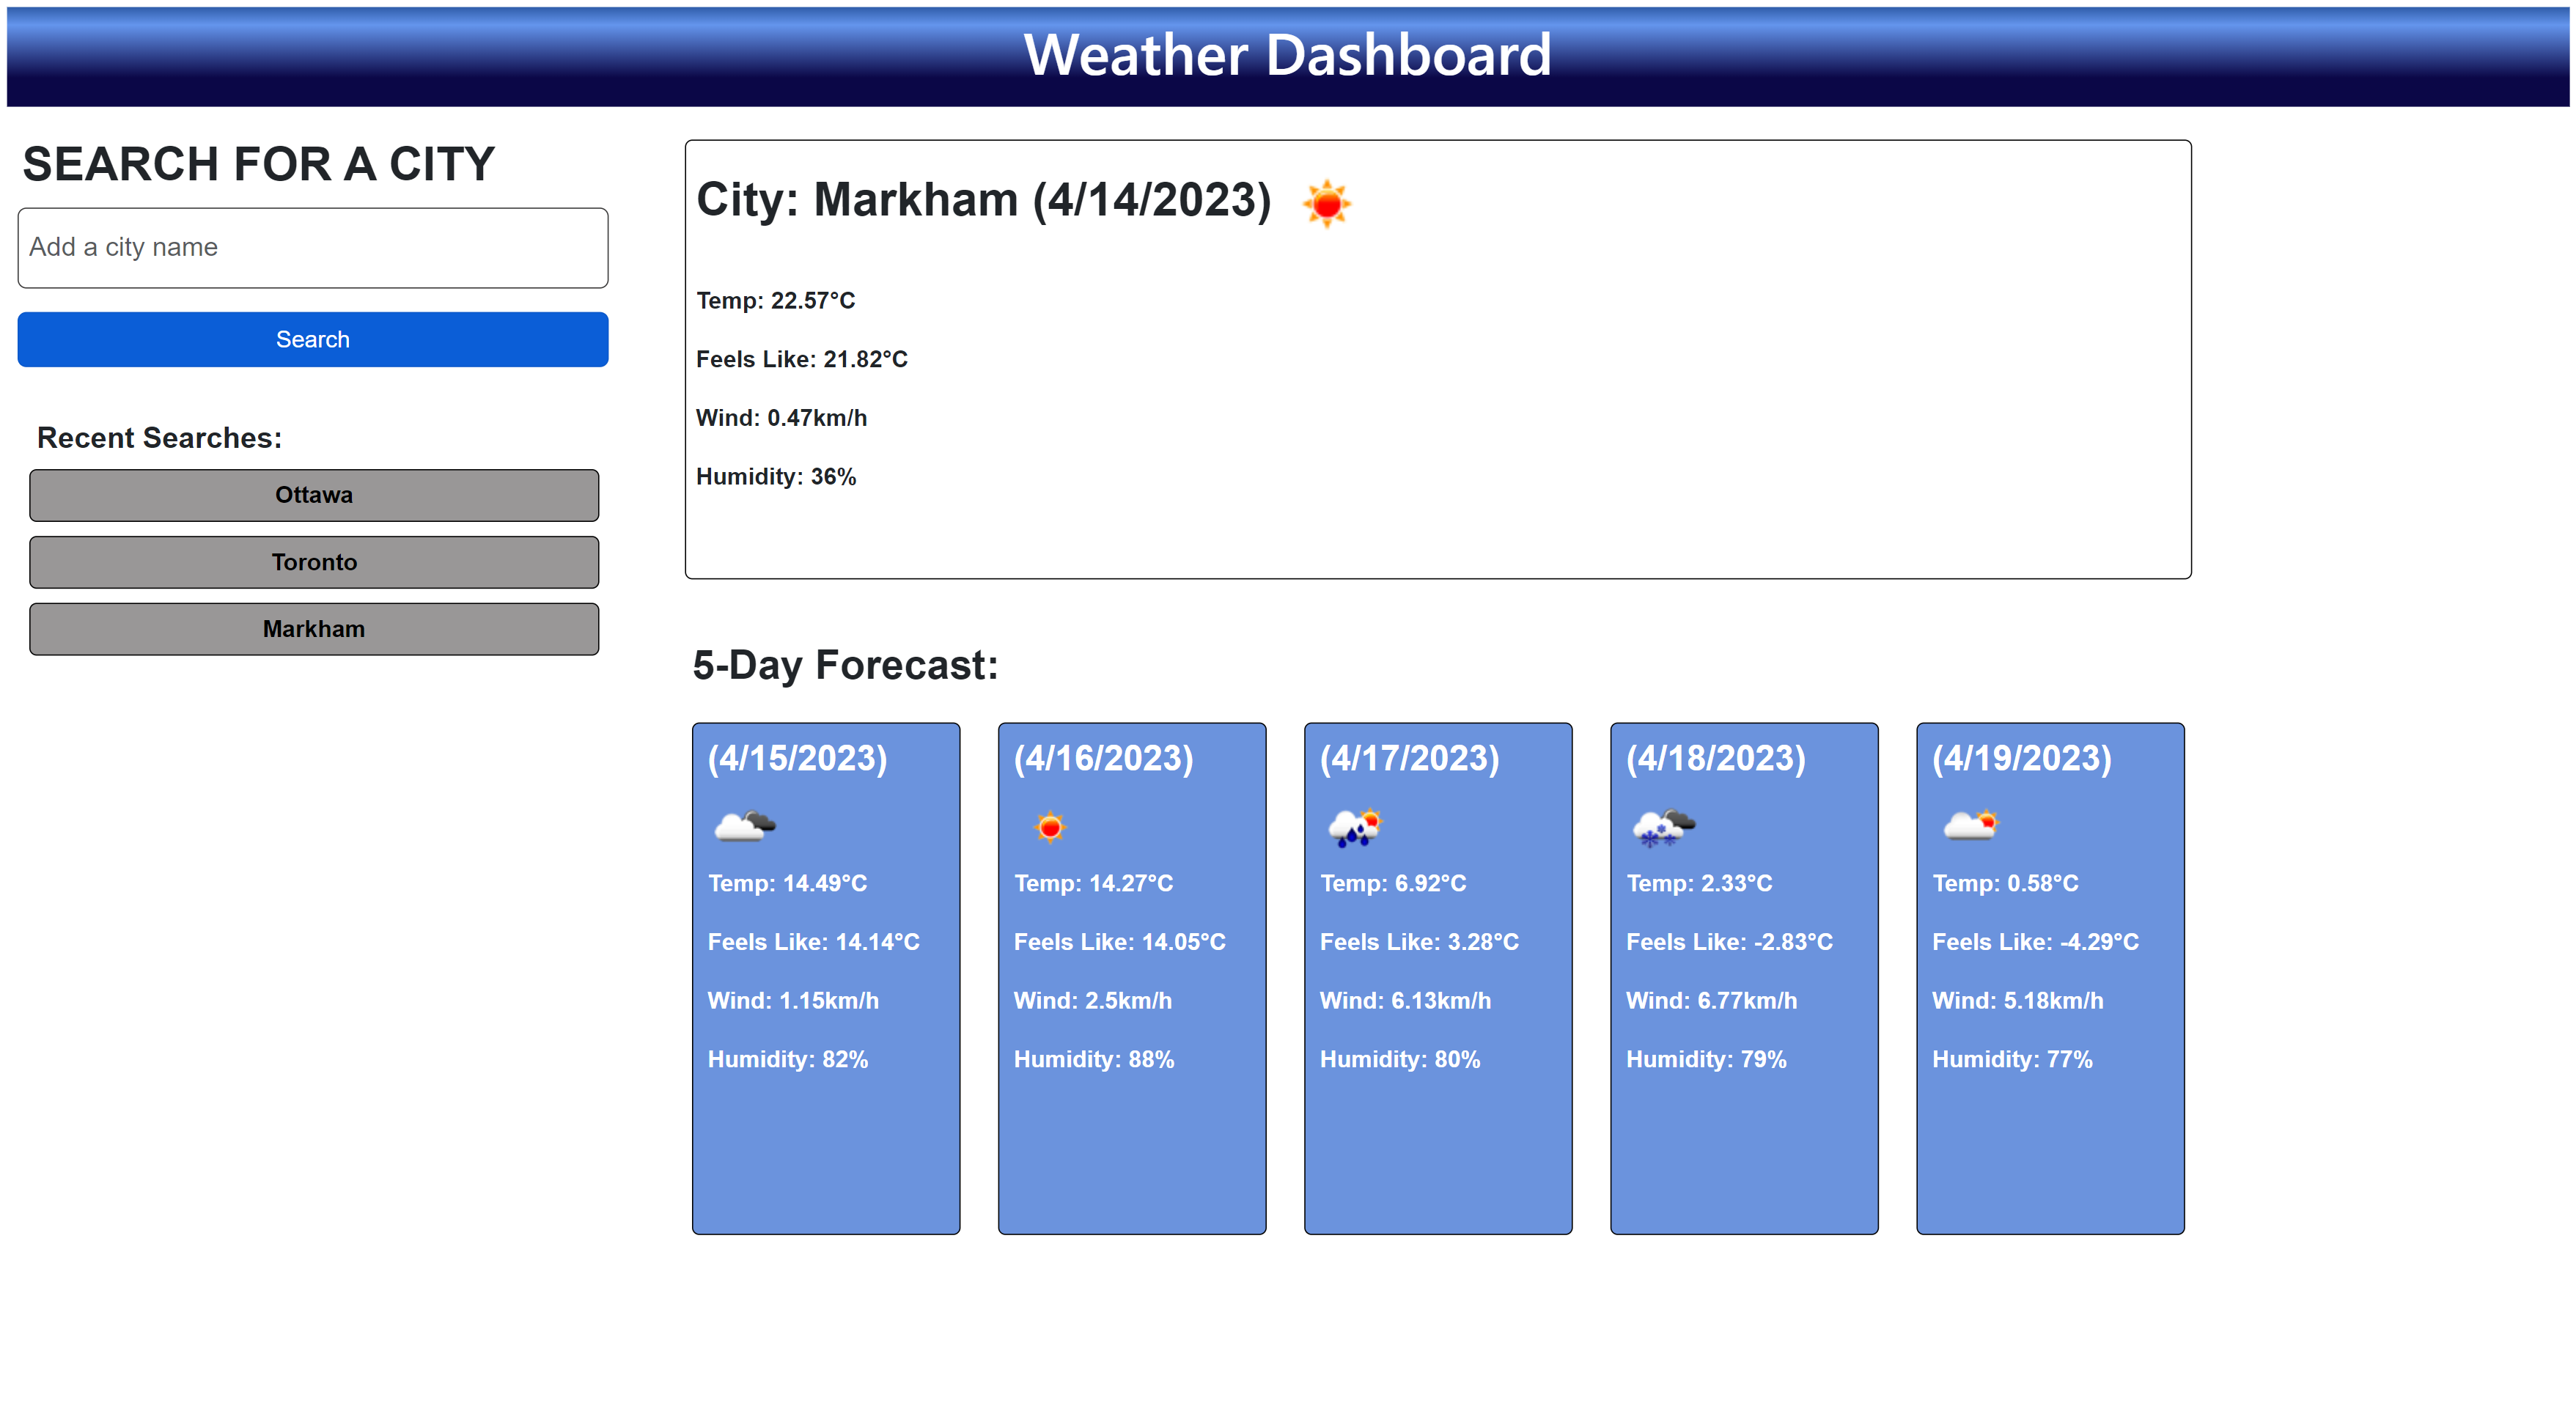 Weather Dashboard
SEARCH FOR A CITY
Add a city name
Search
Recent Searches:
Ottawa
Toronto
Markham
City: Markham (4/14/2023)
Temp: 22.57°C
Feels Like: 21.82°C
Wind: 0.47km/h
Humidity: 36%
5-Day Forecast:
(4/15/2023)
Temp: 14.49°C
Feels Like: 14.14°C
Wind: 1.15km/h
Humidity: 82%
(4/16/2023)
Temp: 14.27°C
Feels Like: 14.05°C
Wind: 2.5km/h
Humidity: 88%
(4/17/2023)
Temp: 6.92°C
Feels Like: 3.28°C
Wind: 6.13km/h
Humidity: 80%
(4/18/2023)
Temp: 2.33°C
Feels Like: -2.83°C
Wind: 6.77km/h
Humidity: 79%
(4/19/2023)
Temp: 0.58°C
Feels Like: -4.29°C
Wind: 5.18km/h
Humidity: 77%